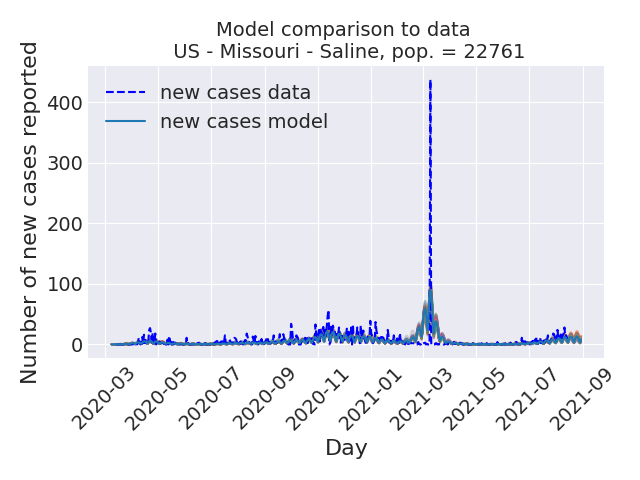 Model comparison to data
US - Missouri - Saline, pop. = 22761
Number of new cases reported
400
300
200
100
0
new cases data
new cases model
2020-03
2020-05
2020-07
2020-09
2020-11
2021-01
2021-03
2021-05
2021-07
2021-09
Day